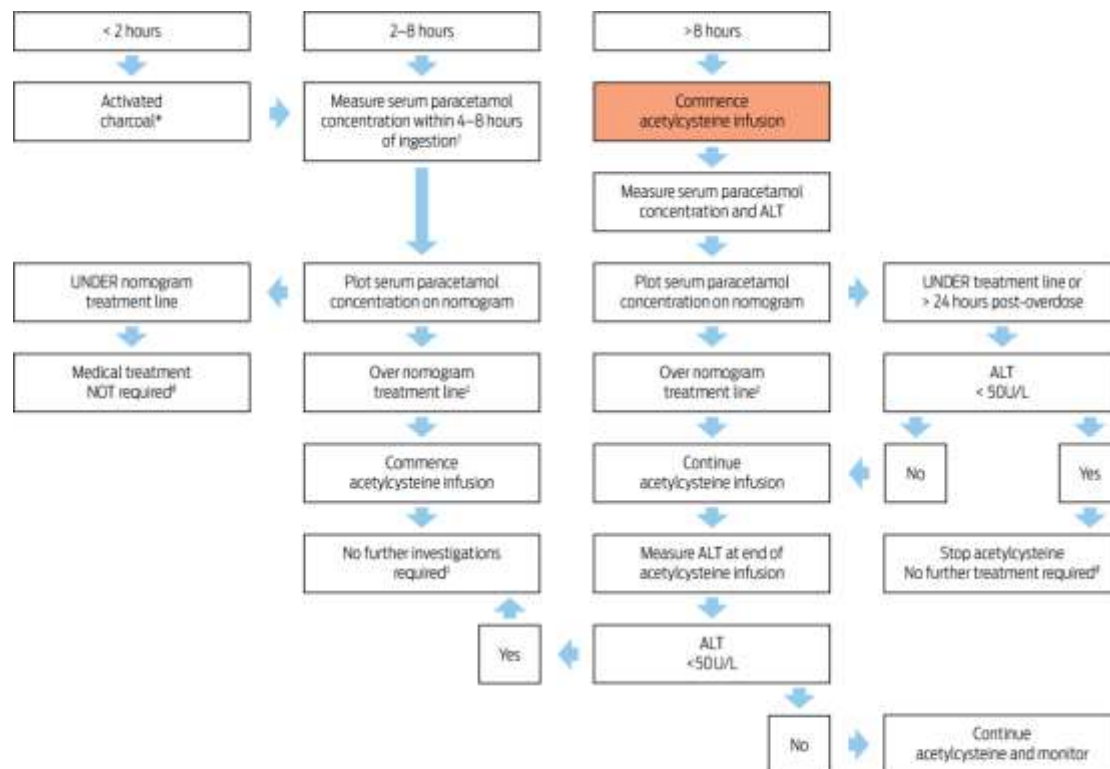 < 2 hours
2–8 hours
>8 hours
Activated
charcoal*
Measure serum paracetamol
concentration within 4–8 hours
of ingestion†
Commence
acetylcysteine infusion
Measure serum paracetamol
concentration and ALT
UNDER nomogram
treatment line
Plot serum paracetamol
concentration on nomogram
Plot serum paracetamol
concentration on nomogram
UNDER treatment line or
> 24 hours post-overdose
Medical treatment
NOT required#
Over nomogram
treatment line‡
Over nomogram
treatment line‡
ALT
< 50U/L
Commence
acetylcysteine infusion
Continue
acetylcysteine infusion
No
Yes
No further investigations
required§
Measure ALT at end of
acetylcysteine infusion
Stop acetylcysteine
No further treatment required#
Yes
ALT
<50U/L
No
Continue
acetylcysteine and monitor